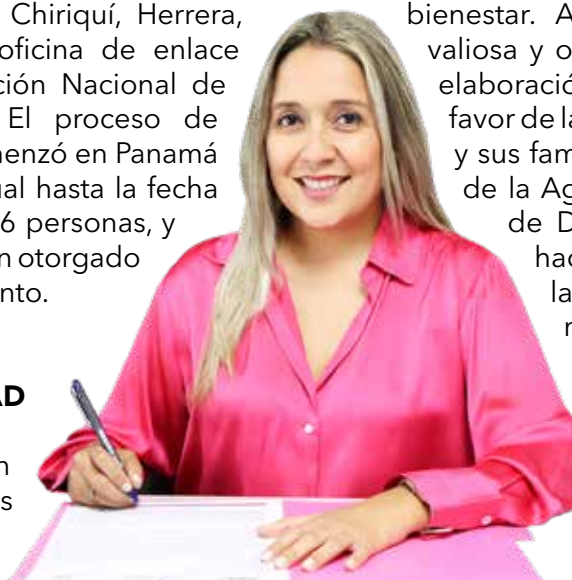 Chiriquí, Herrera,
oficina de enlace
ción Nacional de
El proceso de
menzó en Panamá
ual hasta la fecha
6 personas, y
n otorgado
nto.
AD
n
s
bienestar. A
valiosa y o
elaboració
favor de la
y sus fam
de la Ag
de D
hac
la